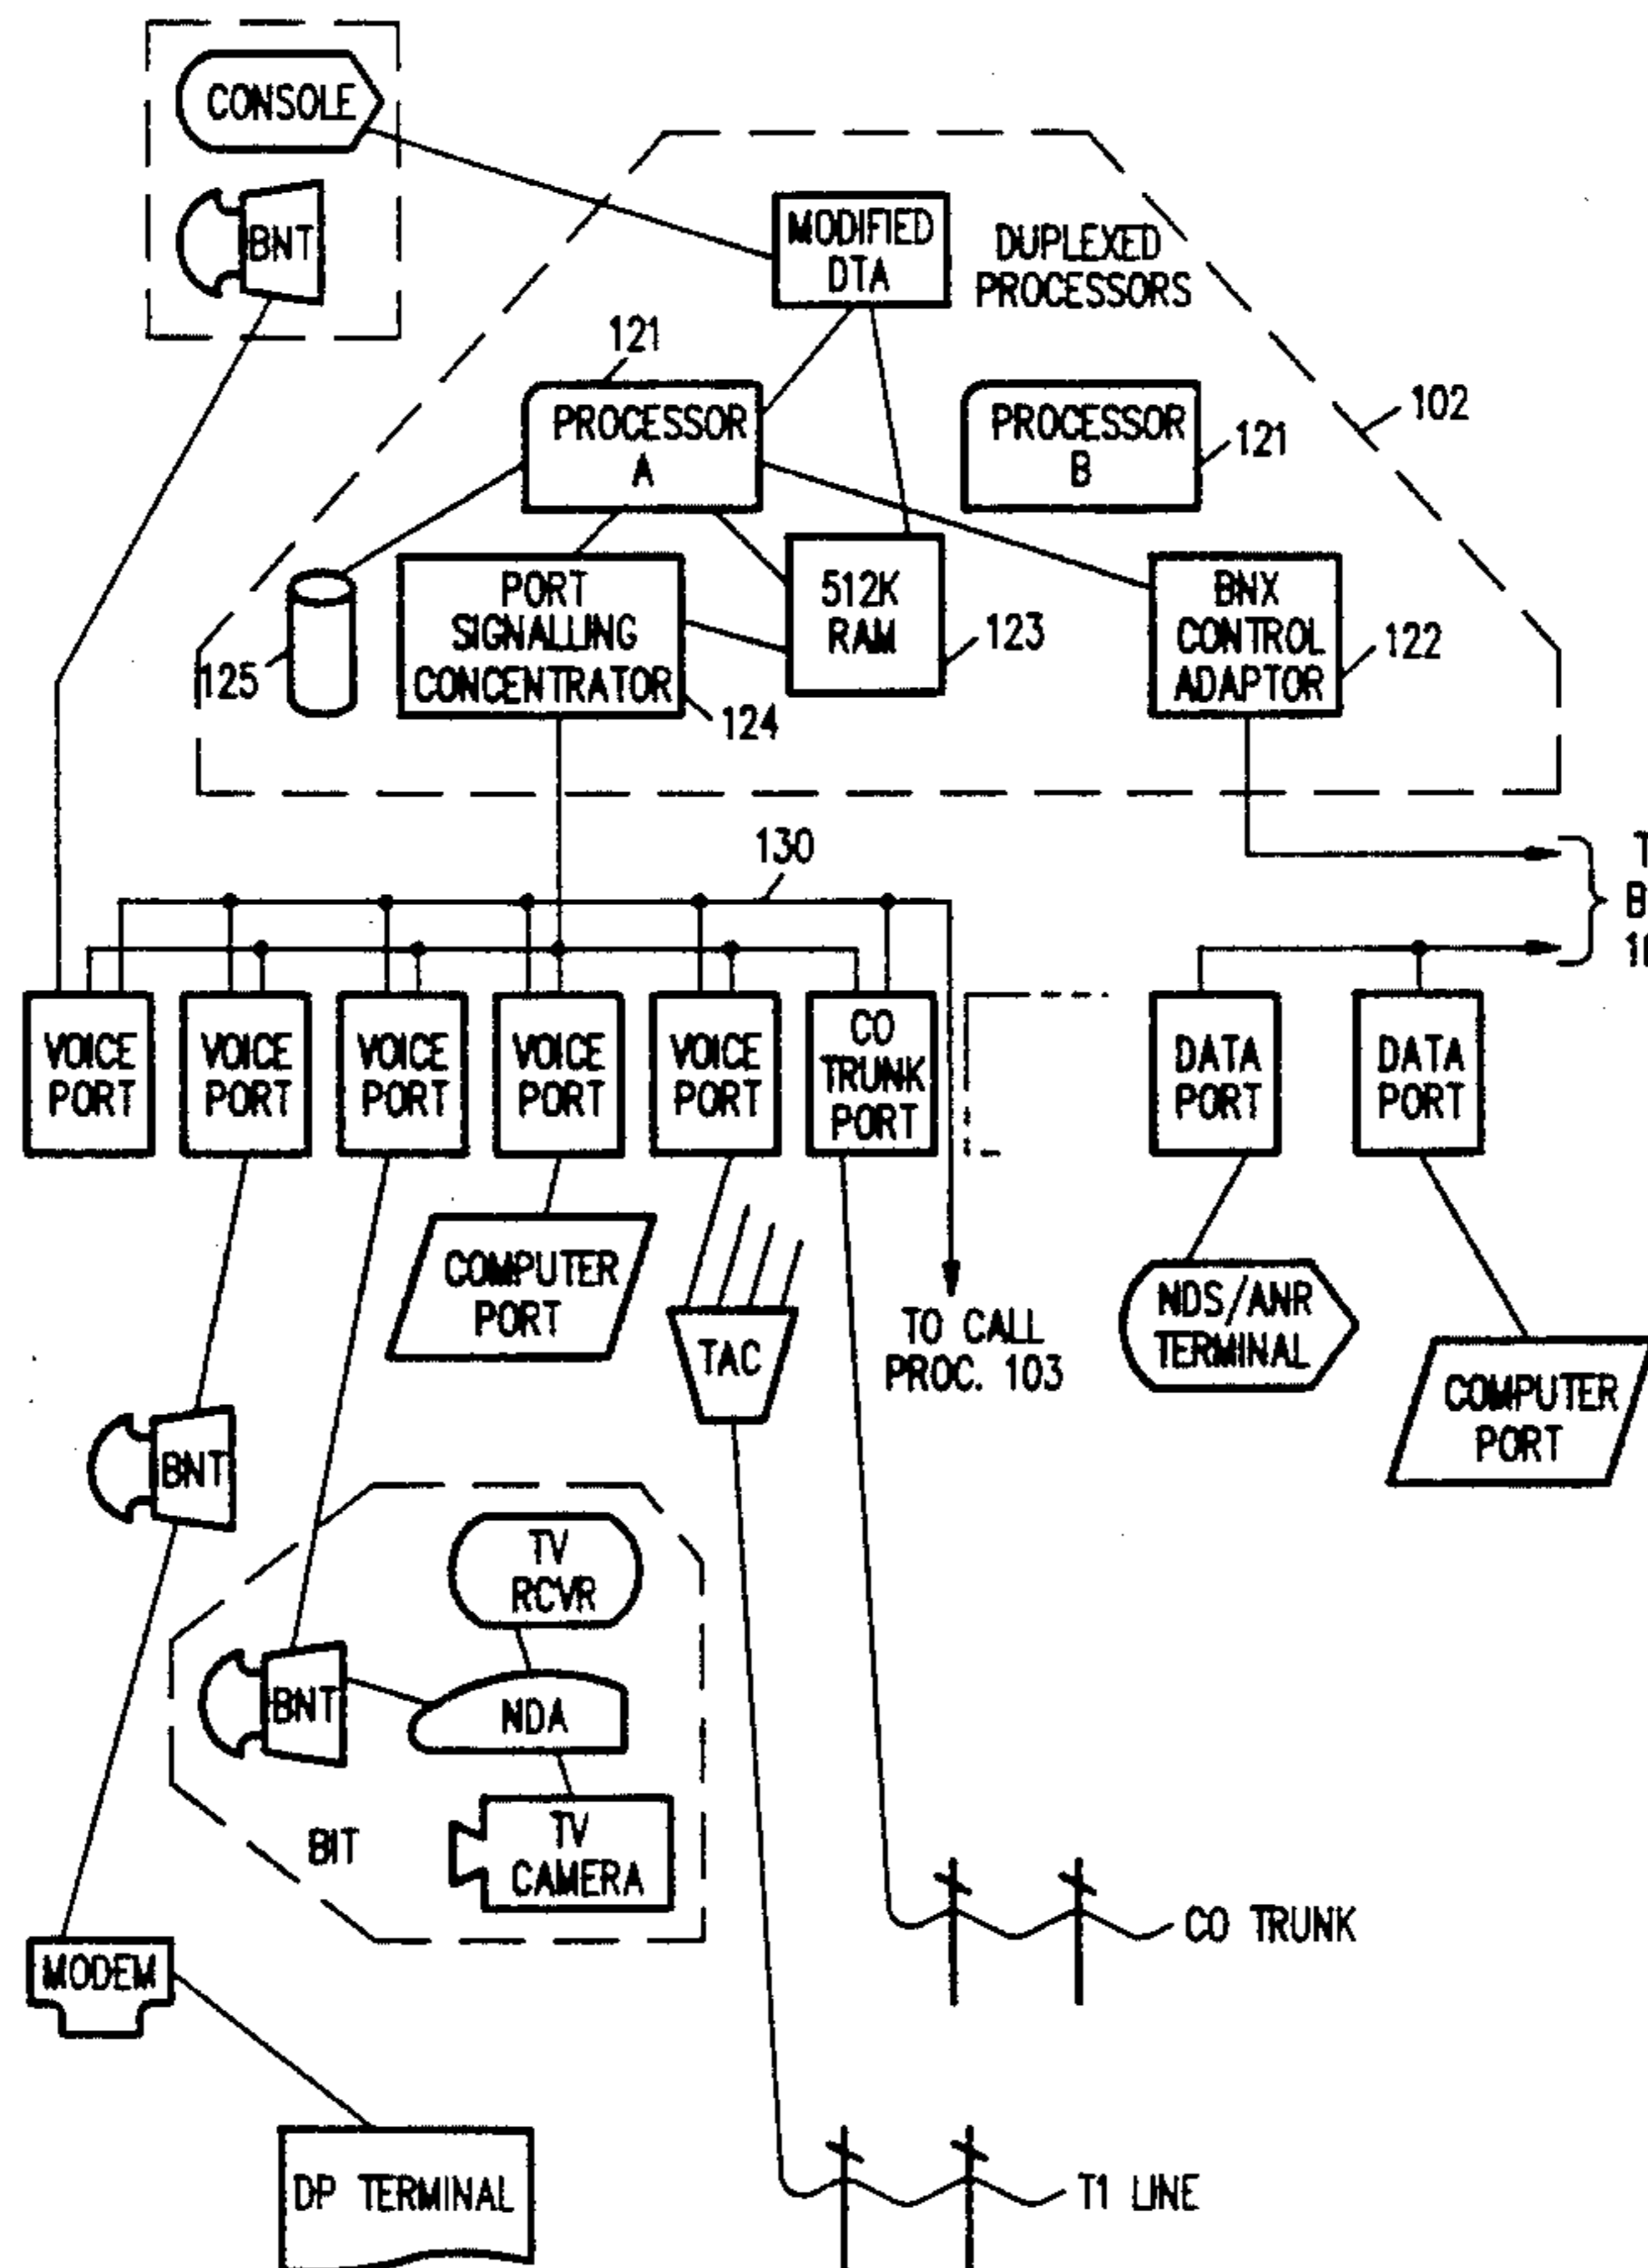 CONSOLE
BNT
MODIFIED
DTA
DUPLEXED
PROCESSORS
121
PROCESSOR
A
PROCESSOR
B
121
102
PORT
SIGNALLING
CONCENTRATOR
124
125
512K
RAM
123
BNX
CONTROL
ADAPTOR
122
130
VOICE
PORT
VOICE
PORT
VOICE
PORT
VOICE
PORT
VOICE
PORT
CO
TRUNK
PORT
DATA
PORT
DATA
PORT
COMPUTER
PORT
TAC
TO CALL
PROC. 103
NDS/ANR
TERMINAL
COMPUTER
PORT
BNT
TV
RCVR
BNT
NDA
BIT
TV
CAMERA
CO TRUNK
MODEM
DP TERMINAL
T1 LINE